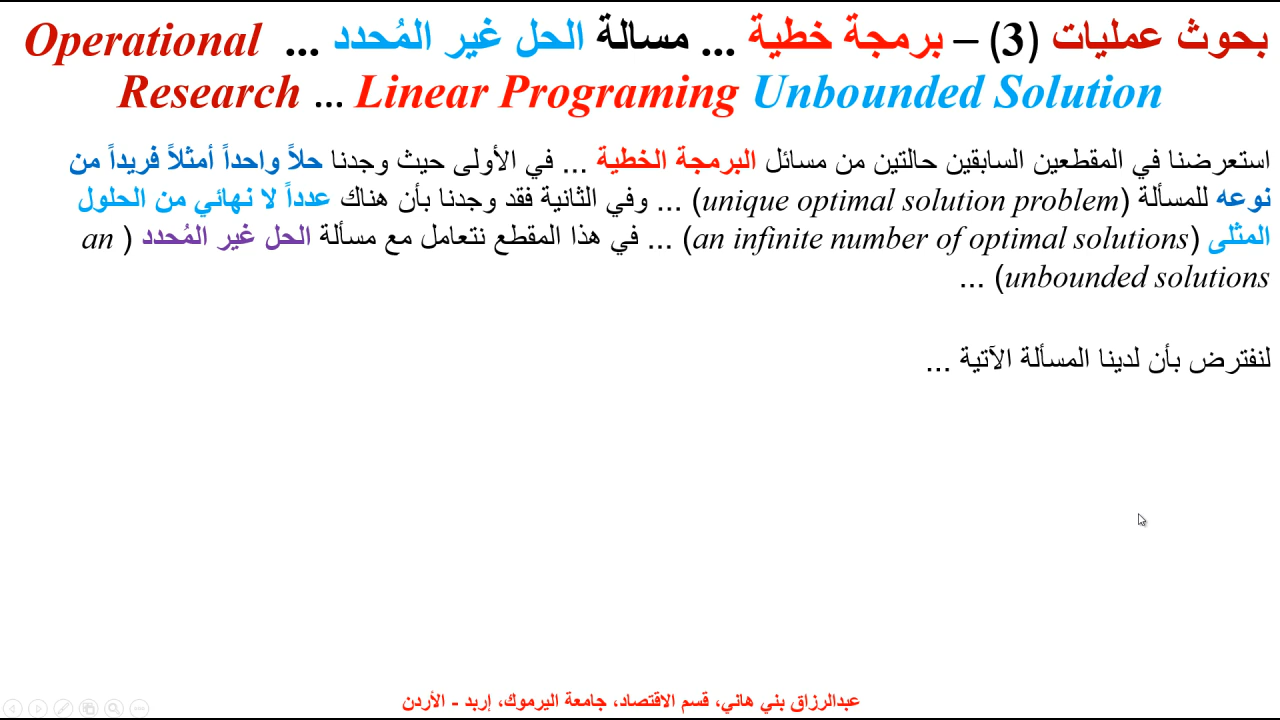 بحوث عمليات (3) – برمجة خطية ... مسالة الحل غير المُحدد ... Operational
Research ... Linear Programing Unbounded Solution
استعرضنا في المقطعين السابقين حالتين من مسائل البرمجة الخطية ... في الأولى حيث وجدنا حلاً واحداً أمثلاً فريداً من
نوعه للمسألة (unique optimal solution problem) ... وفي الثانية فقد وجدنا بأن هناك عدداً لا نهائي من الحلول
المثلى (an infinite number of optimal solutions) ... في هذا المقطع نتعامل مع مسألة الحل غير المُحدد (an
unbounded solutions) ...
لنفترض بأن لدينا المسألة الآتية ...
عبدالرزاق بني هاني، قسم الاقتصاد، جامعة اليرموك، إربد - الأردن